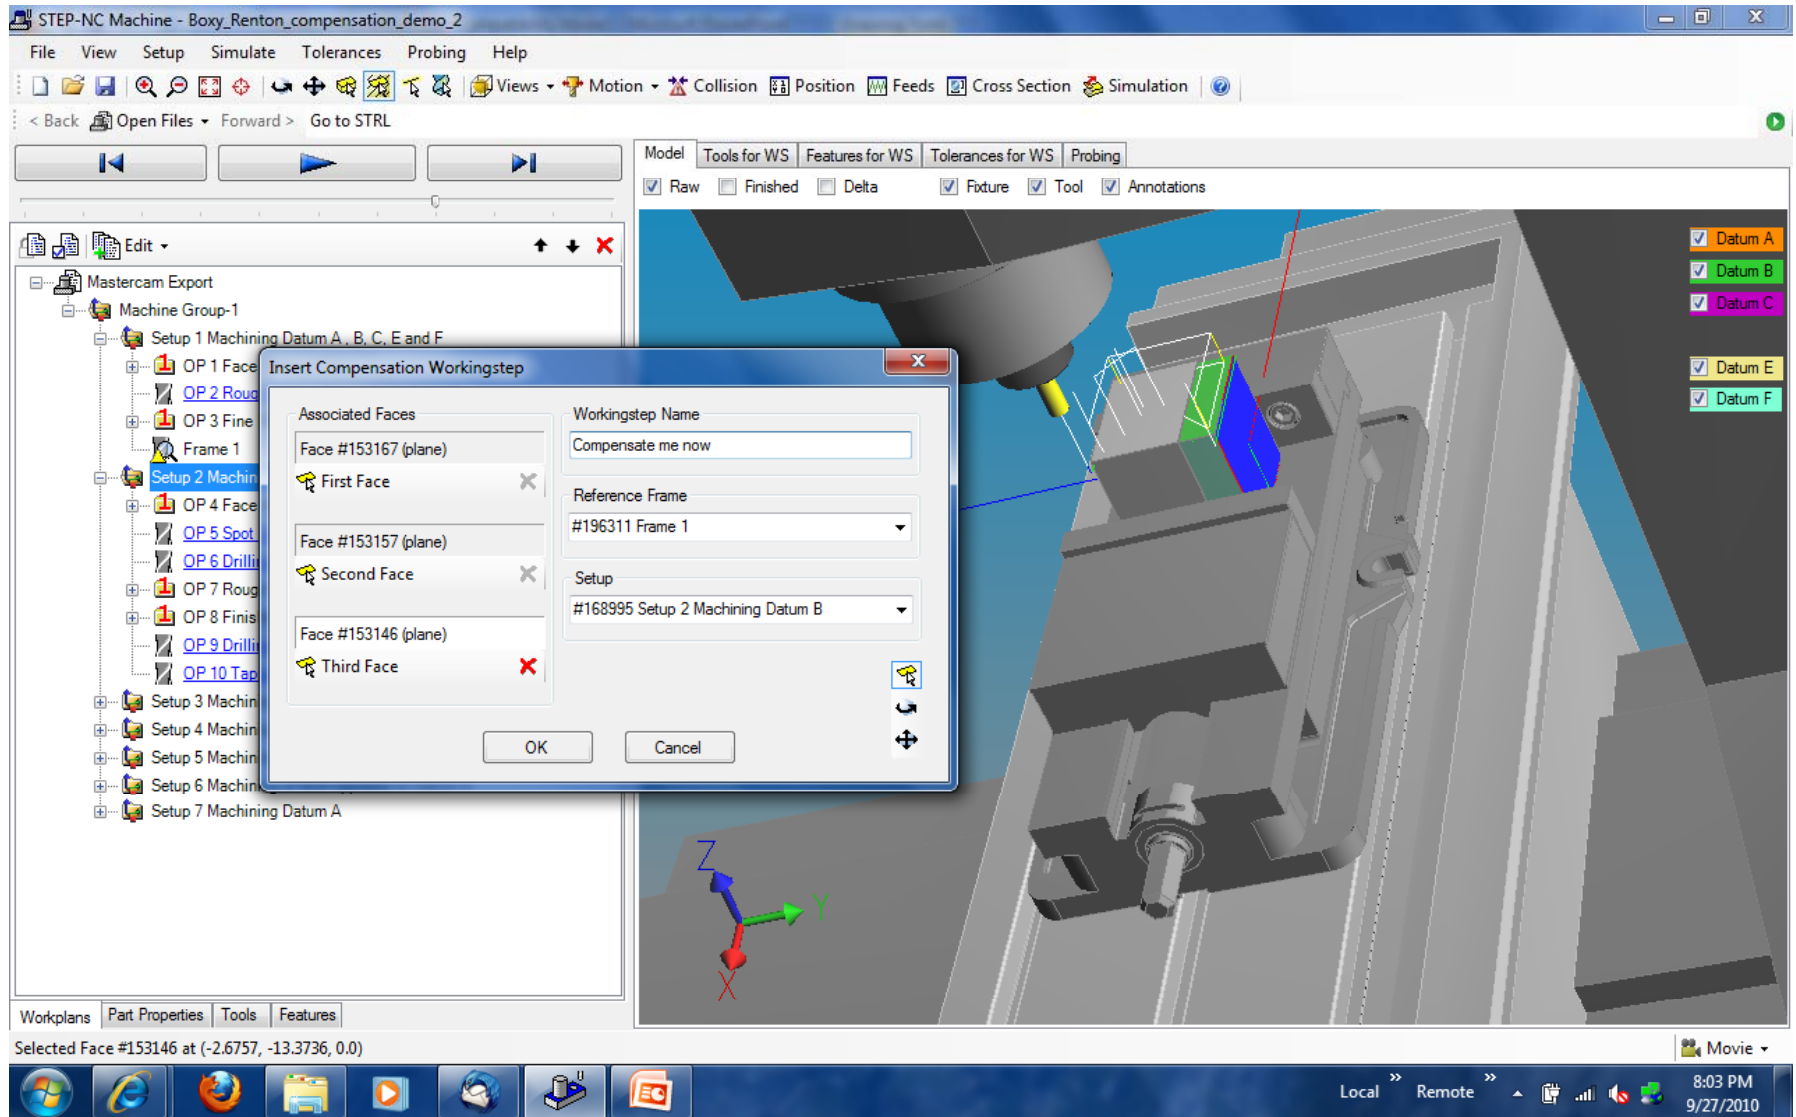 STEP-NC Machine - Boxy_Renton_compensation_demo_2
File View Setup Simulate Tolerances Probing Help
Views Motion Collision Position Feeds Cross Section Simulation
< Back Open Files Forward > Go to STRL
Model Tools for WS Features for WS Tolerances for WS Probing
Raw Finished Delta Fixture Tool Annotations
Edit
Mastercam Export
Machine Group-1
Setup 1 Machining Datum A , B, C, E and F
OP 1 Face
OP 2 Roug
OP 3 Fine
Frame 1
Setup 2 Machin
OP 4 Face
OP 5 Spot
OP 6 Drilli
OP 7 Roug
OP 8 Finis
OP 9 Drilli
OP 10 Tap
Setup 3 Machin
Setup 4 Machin
Setup 5 Machin
Setup 6 Machin
Setup 7 Machining Datum A
Insert Compensation Workingstep
Associated Faces
Face #153167 (plane)
First Face
Face #153157 (plane)
Second Face
Face #153146 (plane)
Third Face
Workingstep Name
Compensate me now
Reference Frame
#196311 Frame 1
Setup
#168995 Setup 2 Machining Datum B
OK Cancel
Datum A
Datum B
Datum C
Datum E
Datum F
Z
Y
X
Workplans Part Properties Tools Features
Selected Face #153146 at (-2.6757, -13.3736, 0.0)
Movie
Local Remote
8:03 PM
9/27/2010